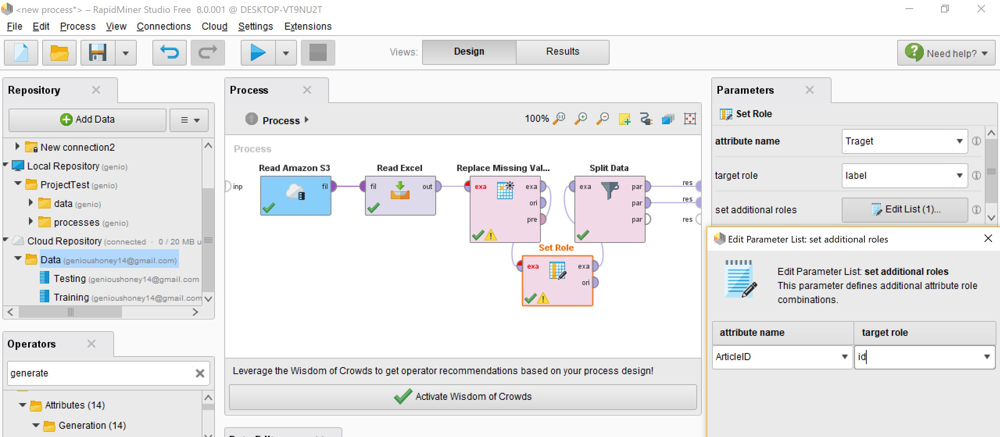 <new process*> – RapidMiner Studio Free 8.0.001 @ DESKTOP-VT9NU2T
File Edit Process View Connections Cloud Settings Extensions
Views: Design Results
Need help?
Repository
Add Data
New connection2
Local Repository (genio)
ProjectTest (genio)
data (genio)
processes (genio)
Cloud Repository (connected - 0 / 20 MB u
Data (genioushoney14@gmail.com)
Testing (genioushoney14@gmail.com
Training (genioushoney14@gmail.com
Operators
generate
Attributes (14)
Generation (14)
Process
Process
100%
Process
inp
Read Amazon S3
fil
Read Excel
fil out
Replace Missing Val...
exa exa
ori
pre
Split Data
exa par
par
par
res
res
res
Set Role
exa exa
ori
Leverage the Wisdom of Crowds to get operator recommendations based on your process design!
Activate Wisdom of Crowds
Parameters
Set Role
attribute name Traget
target role label
set additional roles Edit List (1)...
Edit Parameter List: set additional roles
Edit Parameter List: set additional roles
This parameter defines additional attribute role
combinations.
attribute name target role
ArticleID id